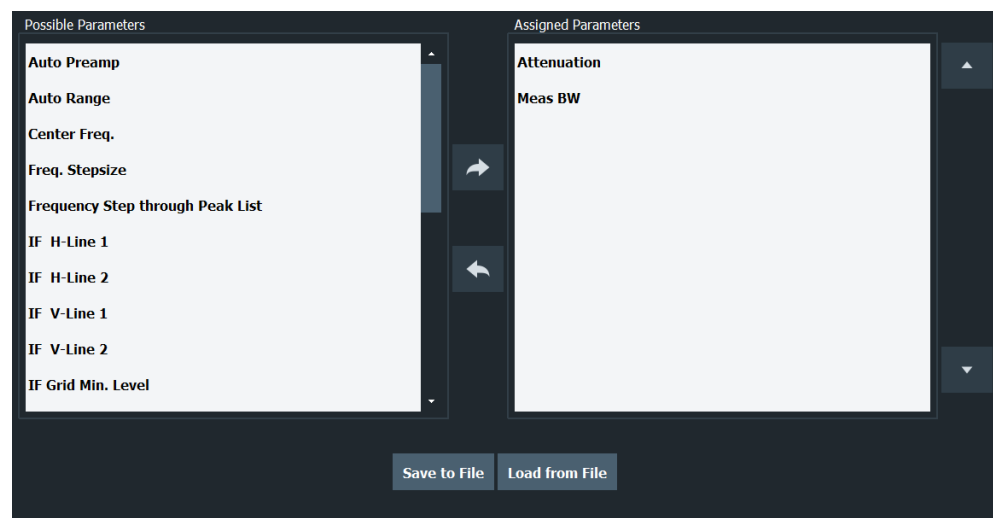 Possible Parameters
Auto Preamp
Auto Range
Center Freq.
Freq. Stepsize
Frequency Step through Peak List
IF  H-Line 1
IF  H-Line 2
IF  V-Line 1
IF  V-Line 2
IF Grid Min. Level
Assigned Parameters
Attenuation
Meas BW
Save to File
Load from File